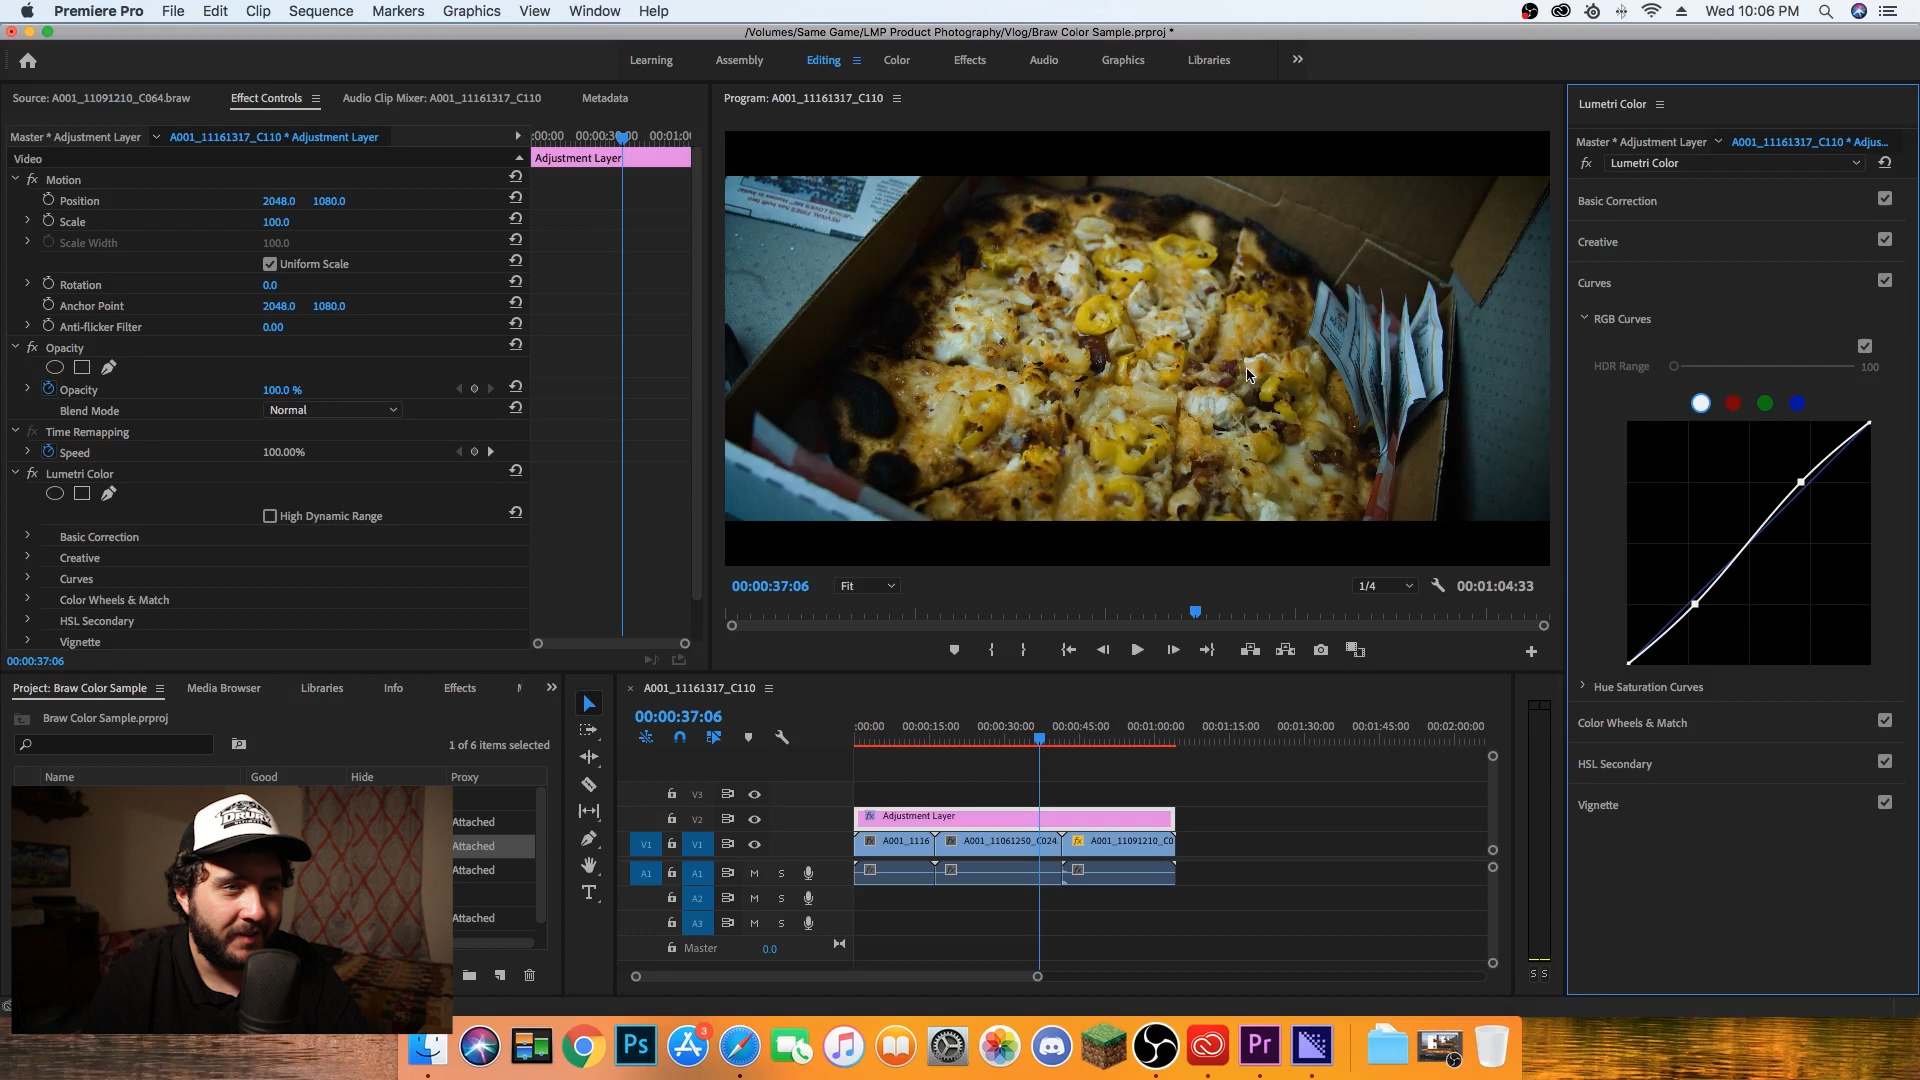 Premiere Pro File Edit Clip Sequence Markers Graphics View Window Help Wed 10:06 PM
/Volumes/Same Game/LMP Product Photography/Vlog/Braw Color Sample.prproj *
Learning Assembly Editing Color Effects Audio Graphics Libraries
Source: A001_11091210_C064.braw Effect Controls Audio Clip Mixer: A001_11161317_C110 Metadata
Program: A001_11161317_C110
Lumetri Color
Master * Adjustment Layer A001_11161317_C110 * Adjustment Layer
:00:00 00:00:30:00 00:01:0
Master * Adjustment Layer A001_11161317_C110 * Adjus...
fx Lumetri Color
Video
Adjustment Layer
fx Motion
Position 2048.0 1080.0
Scale 100.0
Scale Width 100.0
Uniform Scale
Rotation 0.0
Anchor Point 2048.0 1080.0
Anti-flicker Filter 0.00
fx Opacity
Opacity 100.0 %
Blend Mode Normal
fx Time Remapping
Speed 100.00%
fx Lumetri Color
High Dynamic Range
Basic Correction
Creative
Curves
Color Wheels & Match
HSL Secondary
Vignette
00:00:37:06
Basic Correction
Creative
Curves
RGB Curves
HDR Range 100
Hue Saturation Curves
Color Wheels & Match
HSL Secondary
Vignette
00:00:37:06 Fit 1/4 00:01:04:33
Project: Braw Color Sample Media Browser Libraries Info Effects
Braw Color Sample.prproj
1 of 6 items selected
Name Good Hide Proxy
Attached
Attached
Attached
Attached
DRURY
A001_11161317_C110
00:00:37:06
:00:00 00:00:15:00 00:00:30:00 00:00:45:00 00:01:00:00 00:01:15:00 00:01:30:00 00:01:45:00 00:02:00:00
V3
V2 fx Adjustment Layer
V1 V1 fx A001_1116 fx A001_11061250_C024. fx A001_11091210_C0
A1 A1 M S
A2 M S
A3 M S
Master 0.0
S S
Ps 3 Pr